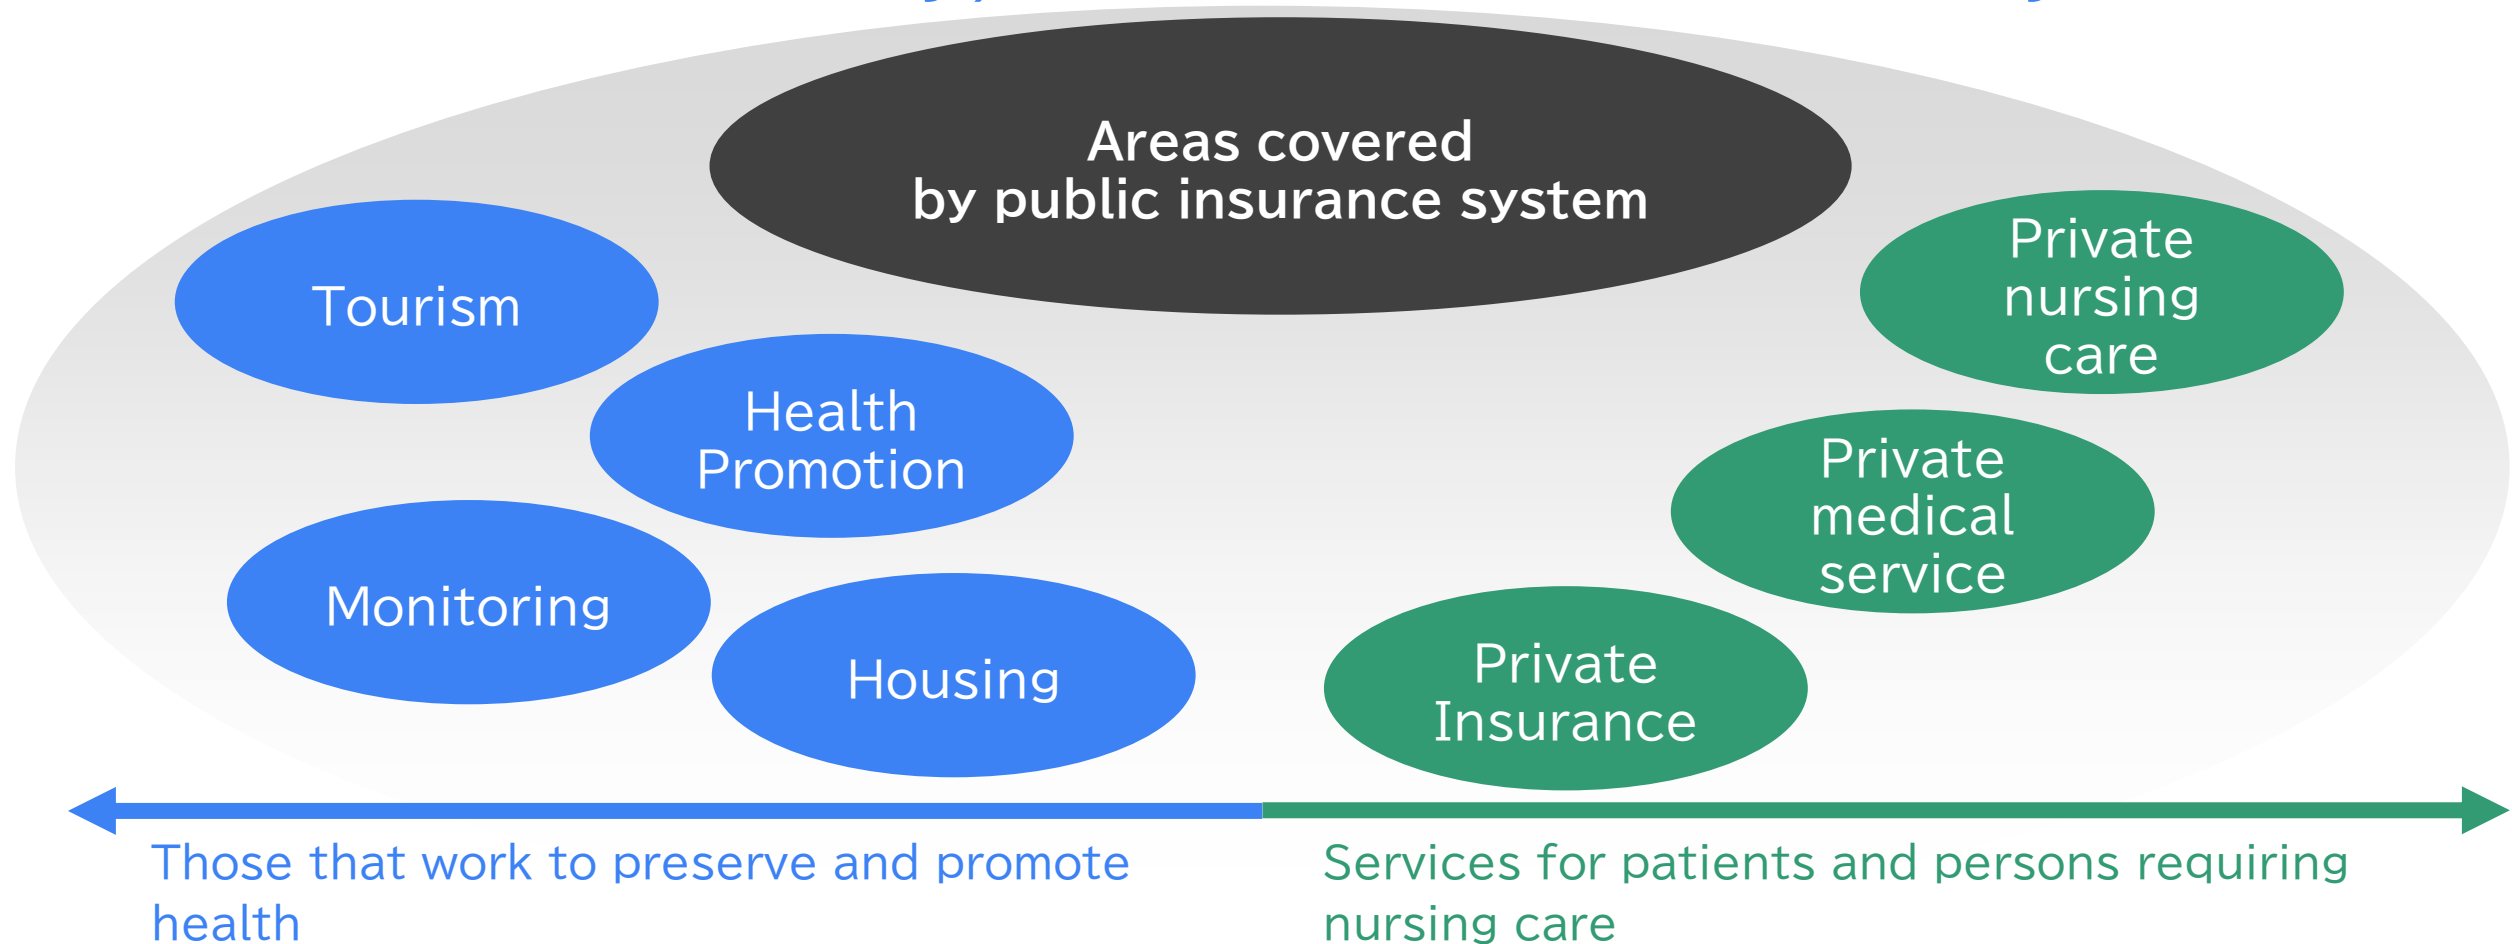 Areas covered
by public insurance system
Tourism
Health
Promotion
Monitoring
Housing
Private
nursing
care
Private
medical
service
Private
Insurance
Those that work to preserve and promote
health
Services for patients and persons requiring
nursing care